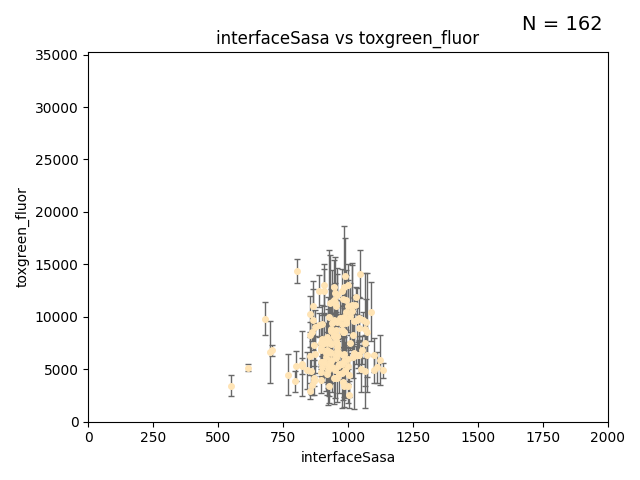 N = 162
interfaceSasa vs toxgreen_fluor
35000
30000
25000
20000
15000
10000
5000
0
toxgreen_fluor
0 250 500 750 1000 1250 1500 1750 2000
interfaceSasa